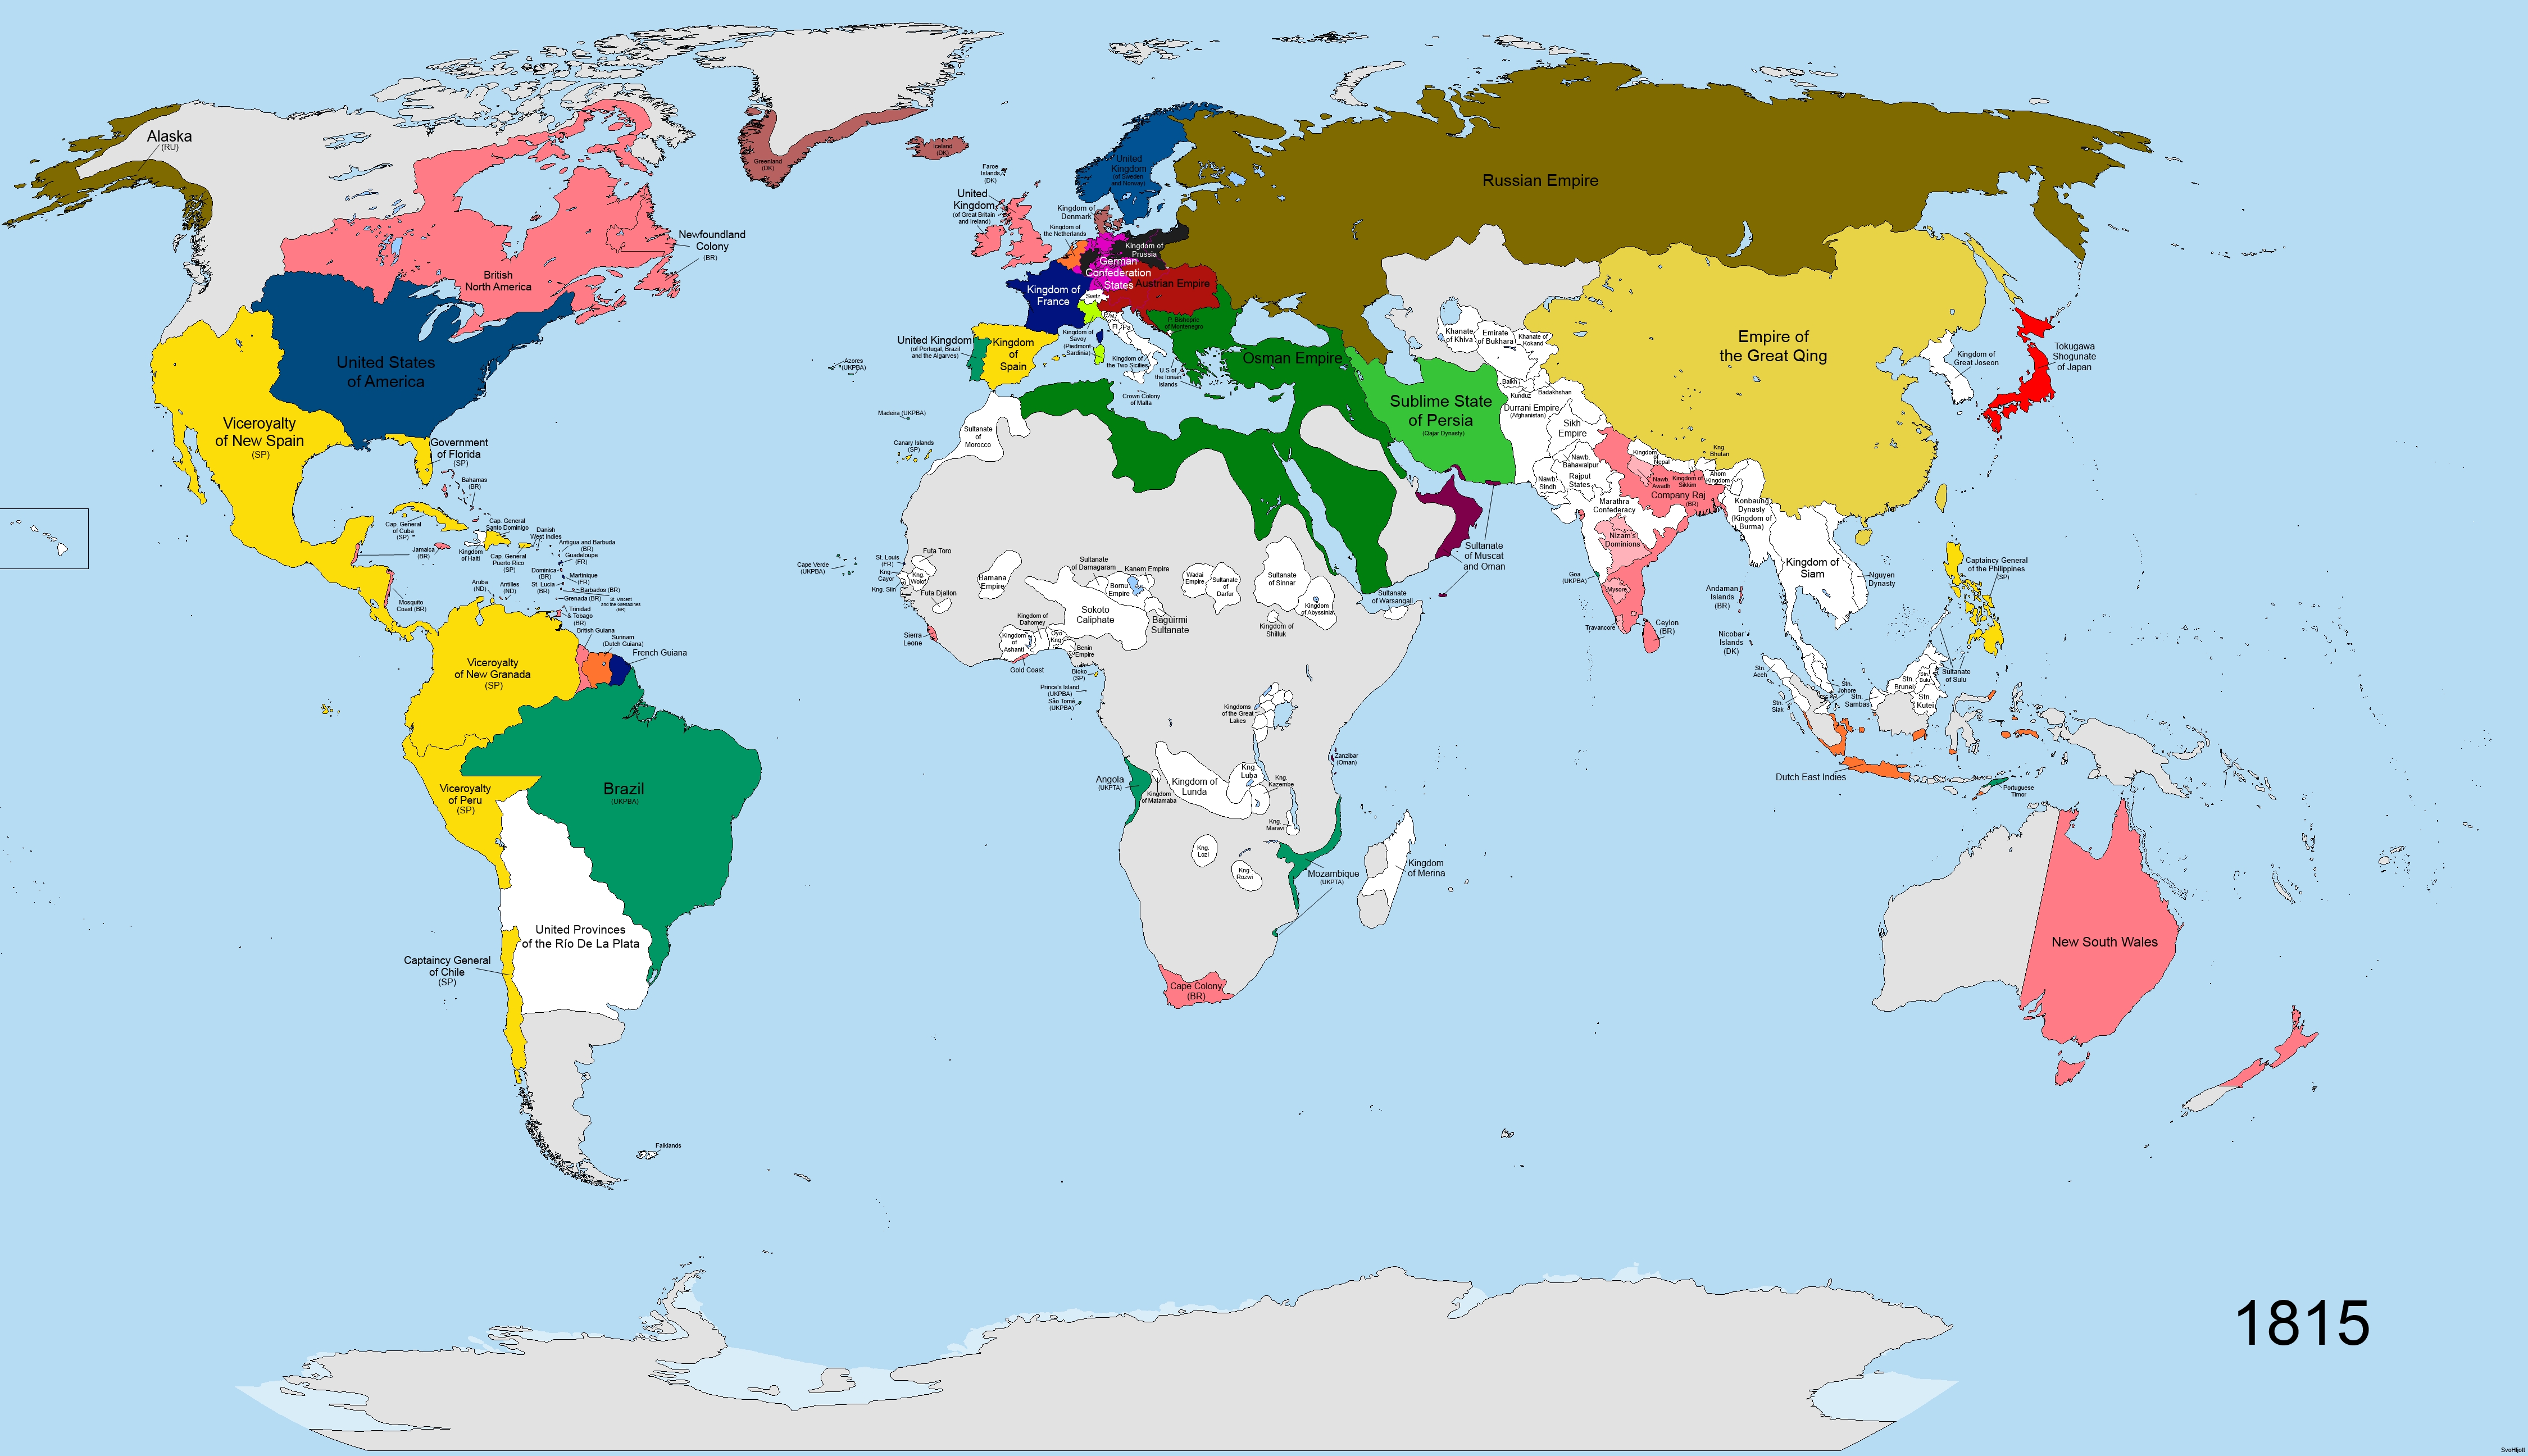 Alaska
(RU)
Greenland
(DK)
Iceland
(DK)
Faroe
Islands
(DK)
United
Kingdom
(of Great Britain
and Ireland)
United
Kingdom
(of Sweden
and Norway)
Kingdom of
Denmark
Kingdom of
the Netherlands
Kingdom of
Prussia
German
Confederation
States
Austrian Empire
Kingdom of
France
Switz
Russian Empire
Newfoundland
Colony
(BR)
British
North America
United States
of America
Viceroyalty
of New Spain
(SP)
Government
of Florida
(SP)
Bahamas
(BR)
Cap. General
of Cuba
(SP)
Cap. General
Santo Dominigo
Danish
West Indies
Jamaica
(BR)
Kingdom
of Haiti
Cap. General
Puerto Rico
(SP)
Antigua and Barbuda
(BR)
Guadeloupe
(FR)
Dominica
(BR)
Martinique
(FR)
St. Lucia
(BR)
Barbados (BR)
Aruba
(ND)
Antilles
(ND)
Grenada (BR)
St. Vincent
and the Grenadines
(BR)
Trinidad
& Tobago
(BR)
Mosquito
Coast (BR)
British Guiana
Surinam
(Dutch Guiana)
French Guiana
Viceroyalty
of New Granada
(SP)
Viceroyalty
of Peru
(SP)
Brazil
(UKPBA)
United Provinces
of the Río De La Plata
Captaincy General
of Chile
(SP)
Falklands
United Kingdom
(of Portugal, Brazil
and the Algarves)
Kingdom
of
Spain
Kingdom of
Savoy
(Piedmont-
Sardinia)
Fl
Pa
Kingdom of
the Two Sicilies
P. Bishopric
of Montenegro
U.S of
the Ionian
Islands
Crown Colony
of Malta
Azores
(UKPBA)
Madeira (UKPBA)
Canary Islands
(SP)
Cape Verde
(UKPBA)
Osman Empire
Sublime State
of Persia
(Qajar Dynasty)
Khanate
of Khiva
Emirate
of Bukhara
Khanate of
Kokand
Balkh
Kunduz
Badakhshan
Durrani Empire
(Afghanistan)
Sikh
Empire
Nawb.
Bahawalpur
Nawb.
Sindh
Rajput
States
Kingdom
of
Nepal
Kng.
Bhutan
Nawb.
Awadh
Kingdom of
Sikkim
Ahom
Kingdom
Company Raj
(BR)
Marathra
Confederacy
Nizam's
Dominions
Goa
(UKPBA)
Mysore
Travancore
Ceylon
(BR)
Andaman
Islands
(BR)
Nicobar
Islands
(DK)
Empire of
the Great Qing
Kingdom of
Great Joseon
Tokugawa
Shogunate
of Japan
Konbaung
Dynasty
(Kingdom of
Burma)
Kingdom of
Siam
Nguyen
Dynasty
Captaincy General
of the Philippines
(SP)
Stn.
Aceh
Stn.
Siak
Stn.
Johore
Stn.
Sambas
Stn.
Brunei
Stn.
Bulu
Stn.
Kutei
Sultanate
of Sulu
Dutch East Indies
Portuguese
Timor
New South Wales
Sultanate
of Muscat
and Oman
Sultanate
of Warsangali
Sultanate
of
Morocco
St. Louis
(FR)
Kng.
Cayor
Kng. Siin
Futa Toro
Kng.
Wolof
Futa Djallon
Sierra
Leone
Bamana
Empire
Sultanate
of Damagaram
Kanem Empire
Bornu
Empire
Sokoto
Caliphate
Baguirmi
Sultanate
Wadai
Empire
Sultanate
of
Darfur
Sultanate
of Sinnar
Kingdom
of Abyssinia
Kingdom of
Shilluk
Kingdom of
Dahomey
Kingdom
of
Ashanti
Oyo
Kng
Benin
Empire
Gold Coast
Bioko
(SP)
Prince's Island
(UKPBA)
São Tomé
(UKPBA)
Kingdoms
of the Great
Lakes
Zanzibar
(Oman)
Angola
(UKPTA)
Kingdom
of Matamaba
Kingdom of
Lunda
Kng.
Luba
Kng.
Kazembe
Kng.
Maravi
Kng.
Lozi
Kng.
Rozwi
Mozambique
(UKPTA)
Kingdom
of Merina
Cape Colony
(BR)
1815
SvoHljott